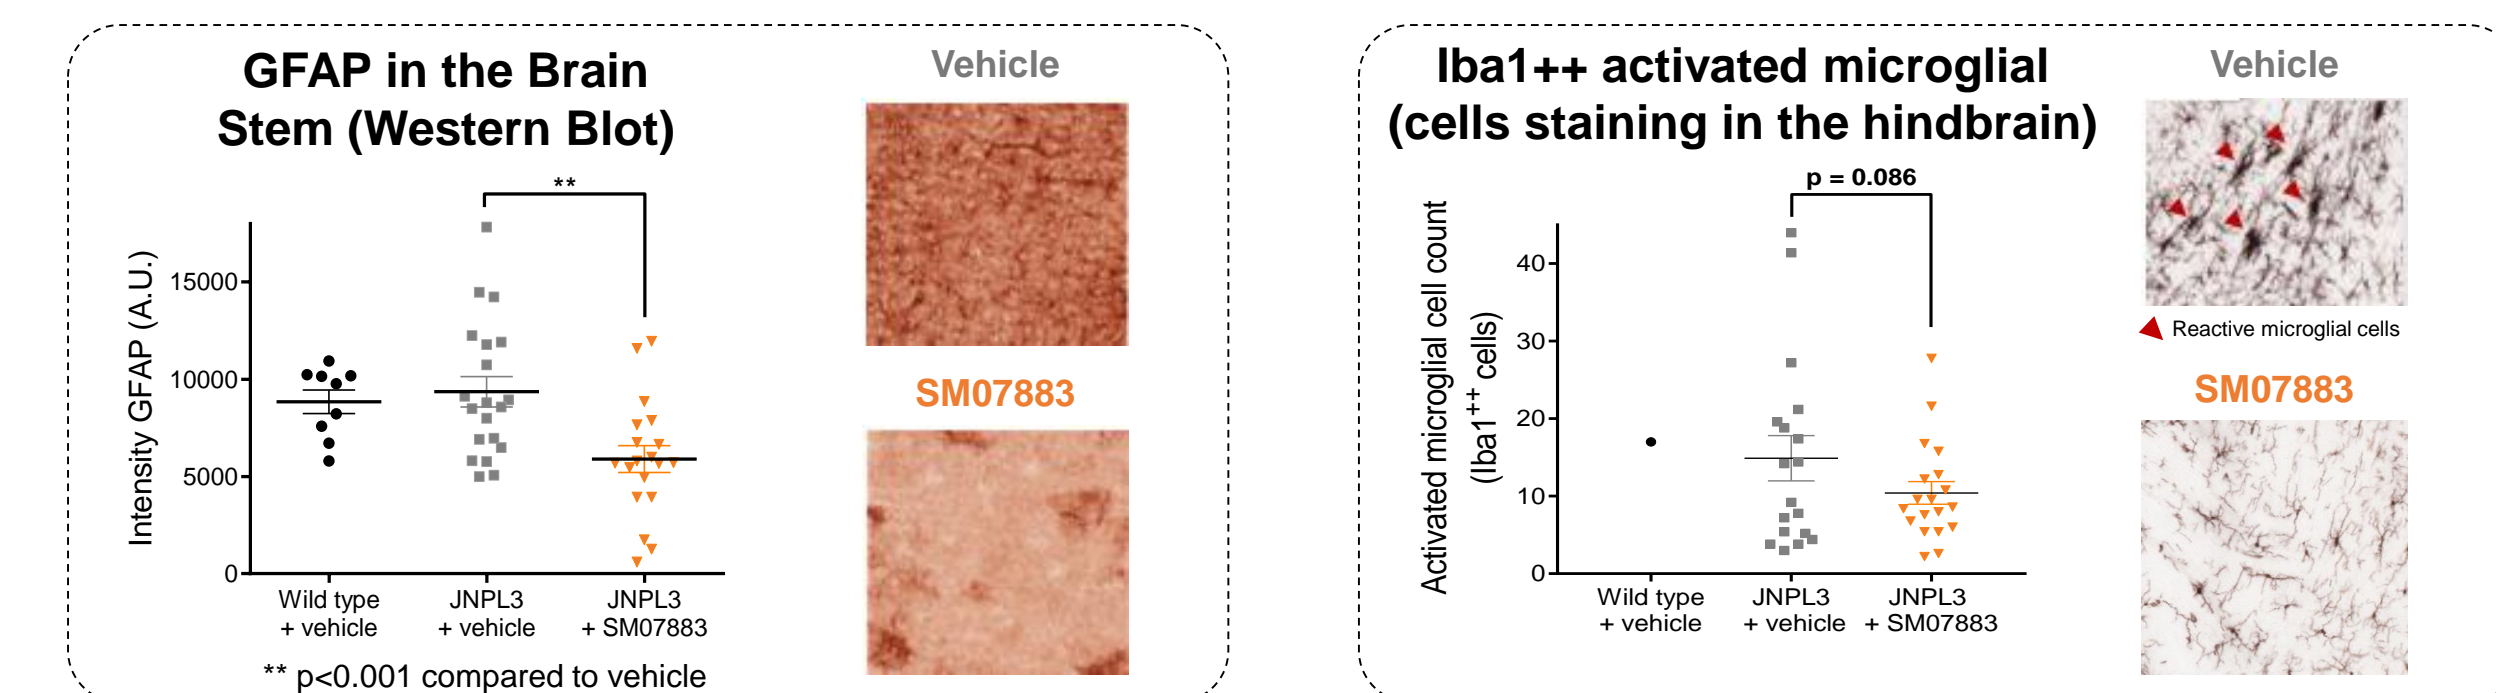 GFAP in the Brain
Stem (Western Blot)
Vehicle
**
Intensity GFAP (A.U.)
15000
10000
5000
0
Wild type
+ vehicle
JNPL3
+ vehicle
JNPL3
+ SM07883
** p<0.001 compared to vehicle
SM07883
Iba1++ activated microglial
(cells staining in the hindbrain)
Vehicle
p = 0.086
Activated microglial cell count
(Iba1++ cells)
40
30
20
10
0
Wild type
+ vehicle
JNPL3
+ vehicle
JNPL3
+ SM07883
Reactive microglial cells
SM07883